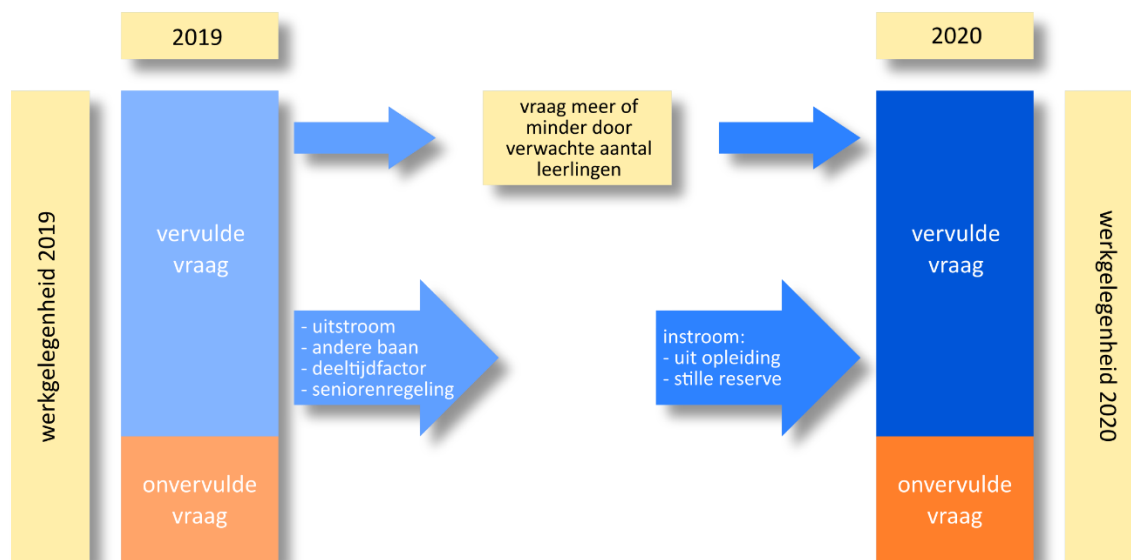 2019
2020
werkgelegenheid 2019
vervulde
vraag
onvervulde
vraag
vraag meer of
minder door
verwachte aantal
leerlingen
- uitstroom
- andere baan
- deeltijdfactor
- seniorenregeling
instroom:
- uit opleiding
- stille reserve
vervulde
vraag
onvervulde
vraag
werkgelegenheid 2020